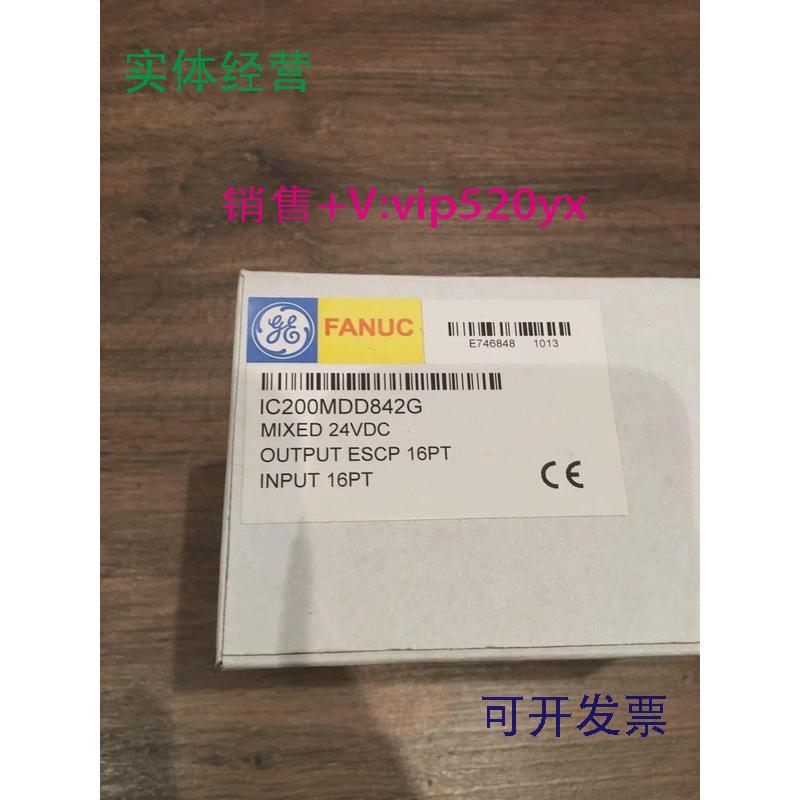 实体经营
销售+V:vip520yx
GE FANUC
E746848 1013
IC200MDD842G
MIXED 24VDC
OUTPUT ESCP 16PT
INPUT 16PT
CE
可开发票